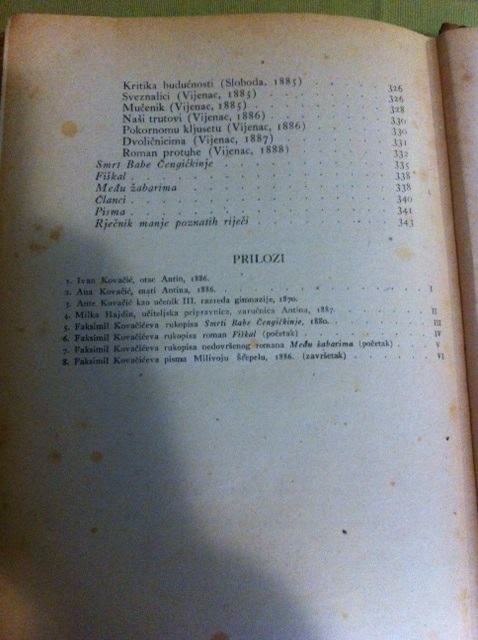 Kritika budućnosti (Sloboda, 1885) . . . . . 326
Sveznalici (Vijenac, 1885) . . . . . 326
Mučenik (Vijenac, 1885) . . . . . 328
Naši trutovi (Vijenac, 1886) . . . . . 330
Pokornomu kljusetu (Vijenac, 1886) . . . . . 330
Dvoličnicima (Vijenac, 1887) . . . . . 331
Roman protuhe (Vijenac, 1888) . . . . . 332
Smrt Babe Čengićkinje . . . . . 335
Fiškal . . . . . 338
Među žabarima . . . . . 338
Članci . . . . . 340
Pisma . . . . . 341
Rječnik manje poznatih riječi . . . . . 343
PRILOZI
1. Ivan Kovačić, otac Antin, 1886.
2. Ana Kovačić, mati Antina, 1886. . . . . . I
3. Ante Kovačić kao učenik III. razreda gimnazije, 1870.
4. Milka Hajdin, učiteljska pripravnica, zaručnica Antina, 1887. . . . . . II
5. Faksimil Kovačićeva rukopisa Smrti Babe Čengićkinje, 1880. . . . . . III
6. Faksimil Kovačićeva rukopisa roman Fiškal (početak) . . . . . IV
7. Faksimil Kovačićeva rukopisa nedovršenog romana Među žabarima (početak) . . V
8. Faksimil Kovačićeva pisma Milivoju Šrepelu, 1886. (završetak) . . . . . VI